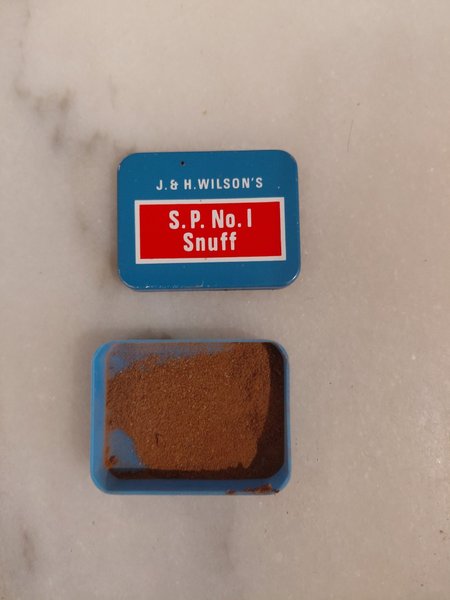 J. & H. WILSON'S
S. P. No. I
Snuff